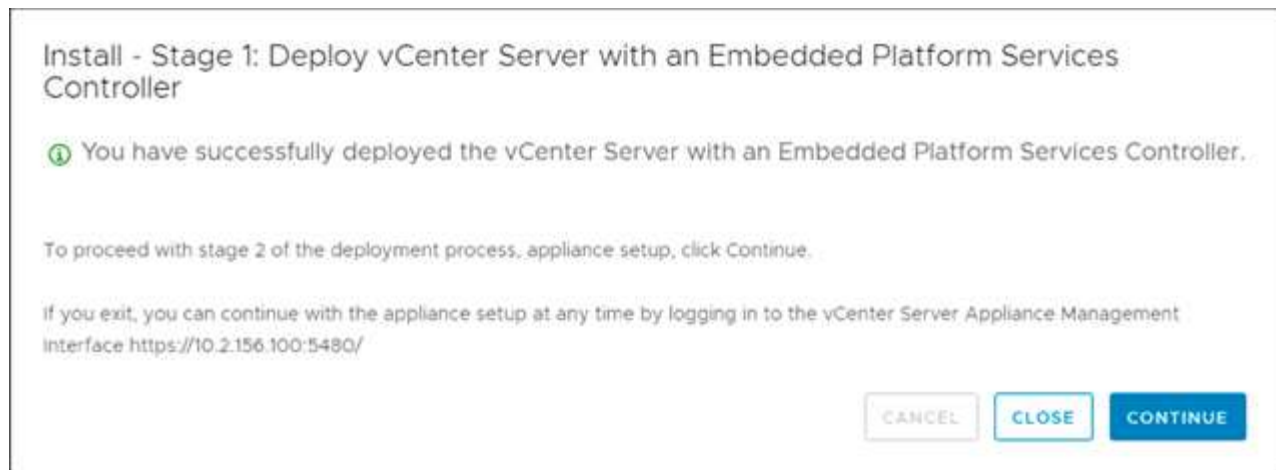 Install - Stage 1: Deploy vCenter Server with an Embedded Platform Services
Controller
You have successfully deployed the vCenter Server with an Embedded Platform Services Controller.
To proceed with stage 2 of the deployment process, appliance setup, click Continue.
If you exit, you can continue with the appliance setup at any time by logging in to the vCenter Server Appliance Management
Interface https://10.2.156.100:5480/
CANCEL CLOSE CONTINUE